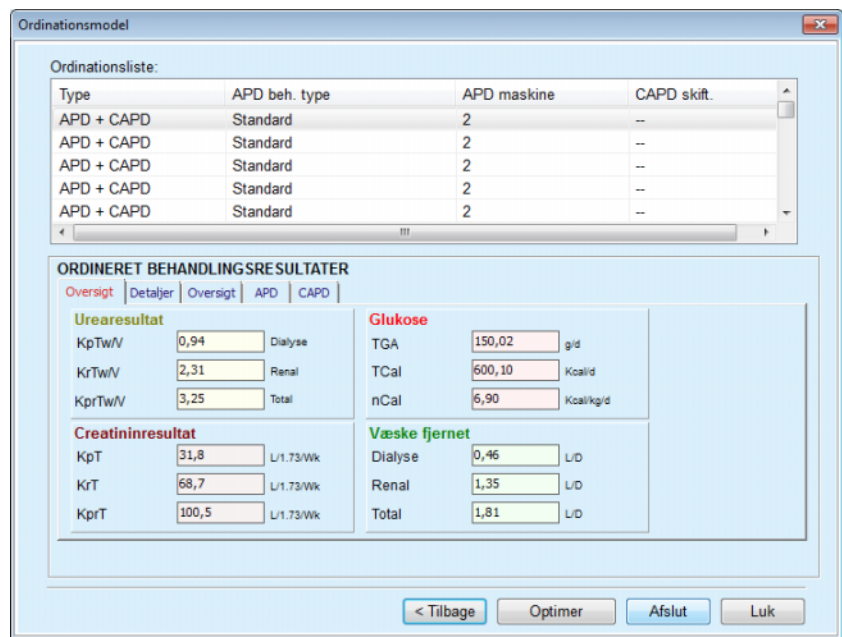 Ordinationsmodel
Ordinationsliste:
Type APD beh. type APD maskine CAPD skift.
APD + CAPD Standard 2 --
APD + CAPD Standard 2 --
APD + CAPD Standard 2 --
APD + CAPD Standard 2 --
APD + CAPD Standard 2 --
ORDINERET BEHANDLINGSRESULTATER
Oversigt Detaljer Oversigt APD CAPD
Urearesultat
KpTw/V 0,94 Dialyse
KrTw/V 2,31 Renal
KprTw/V 3,25 Total
Glukose
TGA 150,02 g/d
TCal 600,10 Kcal/d
nCal 6,90 Kcal/kg/d
Creatininresultat
KpT 31,8 L/1.73/Wk
KrT 68,7 L/1.73/Wk
KprT 100,5 L/1.73/Wk
Væske fjernet
Dialyse 0,46 L/D
Renal 1,35 L/D
Total 1,81 L/D
< Tilbage Optimer Afslut Luk